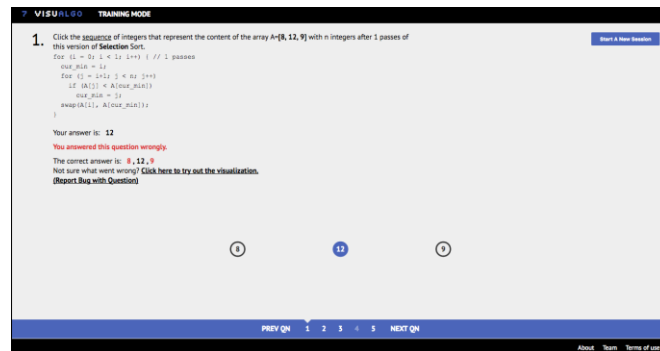 7 VISUALGO TRAINING MODE
1. Click the sequence of integers that represent the content of the array A=[8, 12, 9] with n integers after 1 passes of
this version of Selection Sort.
Start A New Session
for (i = 0; i < 1; i++) { // 1 passes
cur_min = i;
for (j = i+1; j < n; j++)
if (A[j] < A[cur_min])
cur_min = j;
swap(A[i], A[cur_min]);
}
Your answer is: 12
You answered this question wrongly.
The correct answer is: 8 , 12 , 9
Not sure what went wrong? Click here to try out the visualization.
(Report Bug with Question)
8 12 9
PREV QN 1 2 3 4 5 NEXT QN
About Team Terms of use